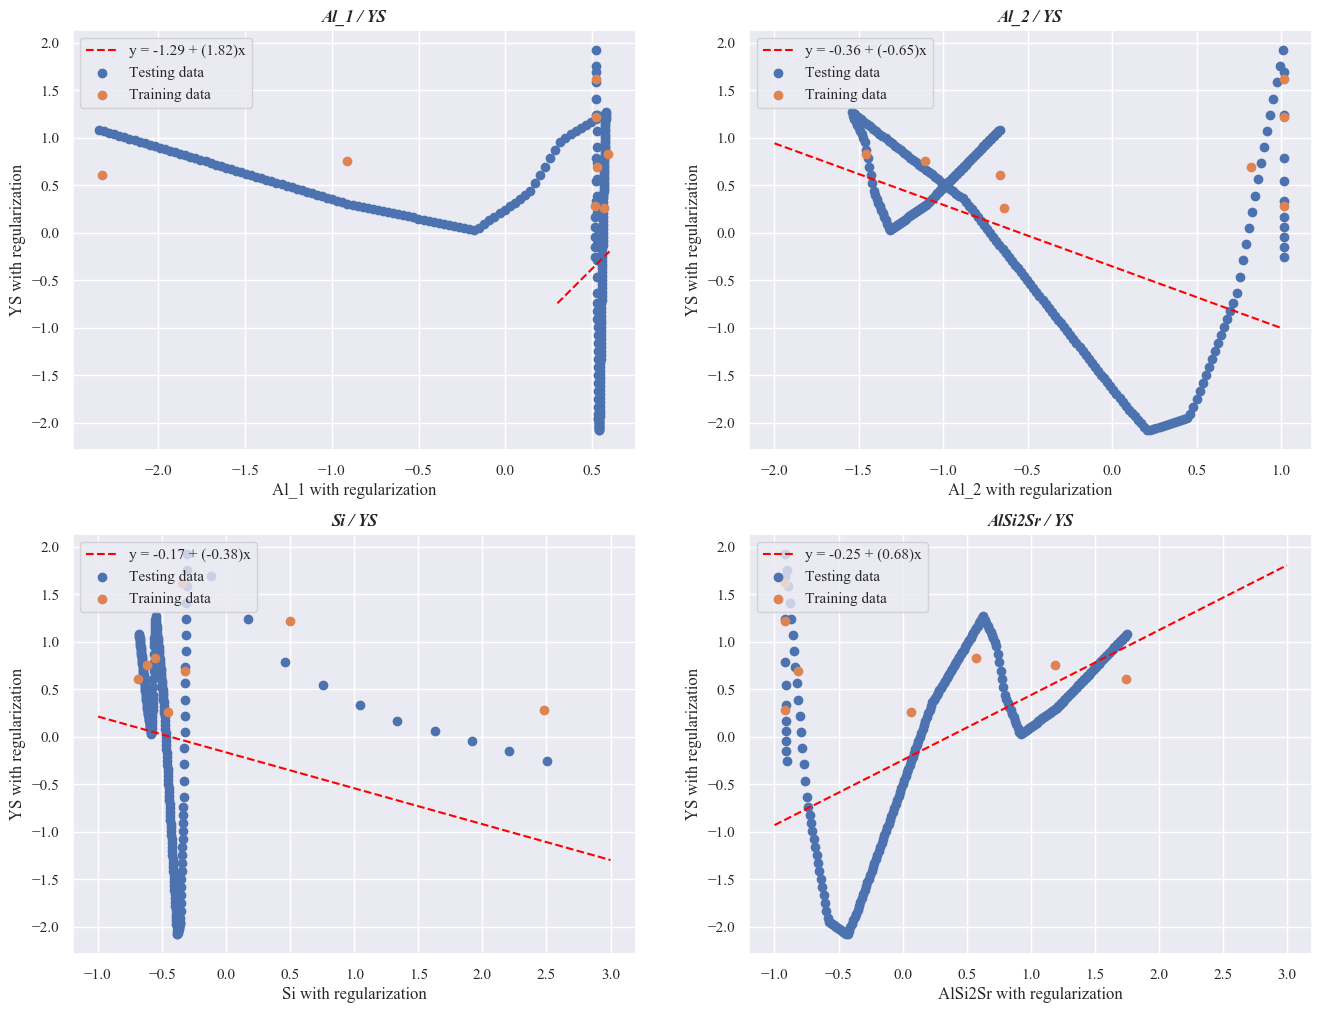 Al_1 / YS
y = -1.29 + (1.82)x
Testing data
Training data
2.0
1.5
1.0
0.5
0.0
−0.5
−1.0
−1.5
−2.0
YS with regularization
−2.0 −1.5 −1.0 −0.5 0.0 0.5
Al_1 with regularization
Al_2 / YS
y = -0.36 + (-0.65)x
Testing data
Training data
2.0
1.5
1.0
0.5
0.0
−0.5
−1.0
−1.5
−2.0
YS with regularization
−2.0 −1.5 −1.0 −0.5 0.0 0.5 1.0
Al_2 with regularization
Si / YS
y = -0.17 + (-0.38)x
Testing data
Training data
2.0
1.5
1.0
0.5
0.0
−0.5
−1.0
−1.5
−2.0
YS with regularization
−1.0 −0.5 0.0 0.5 1.0 1.5 2.0 2.5 3.0
Si with regularization
AlSi2Sr / YS
y = -0.25 + (0.68)x
Testing data
Training data
2.0
1.5
1.0
0.5
0.0
−0.5
−1.0
−1.5
−2.0
YS with regularization
−1.0 −0.5 0.0 0.5 1.0 1.5 2.0 2.5 3.0
AlSi2Sr with regularization